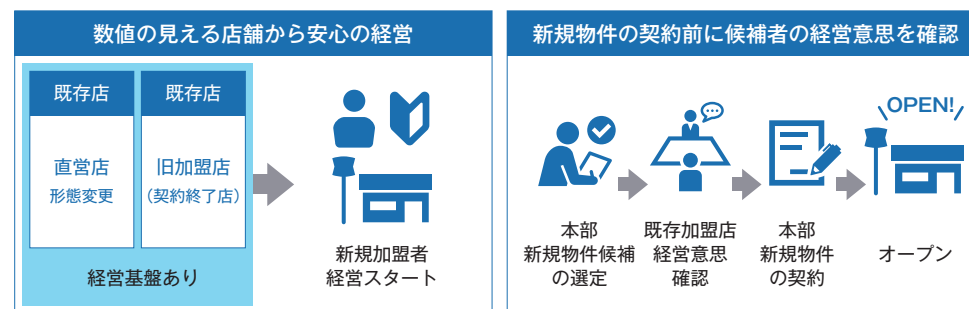 数値の見える店舗から安心の経営
既存店
直営店
形態変更
既存店
旧加盟店
(契約終了店)
経営基盤あり
新規加盟者
経営スタート
新規物件の契約前に候補者の経営意思を確認
本部
新規物件候補
の選定
既存加盟店
経営意思
確認
本部
新規物件
の契約
OPEN!
オープン